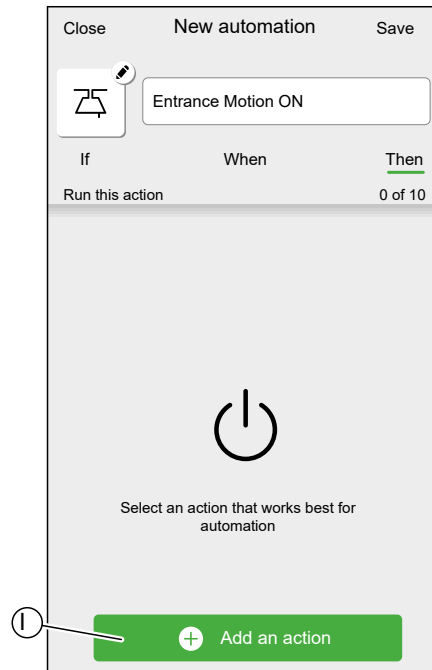 Close New automation Save
Entrance Motion ON
If When Then
Run this action 0 of 10
Select an action that works best for
automation
I Add an action